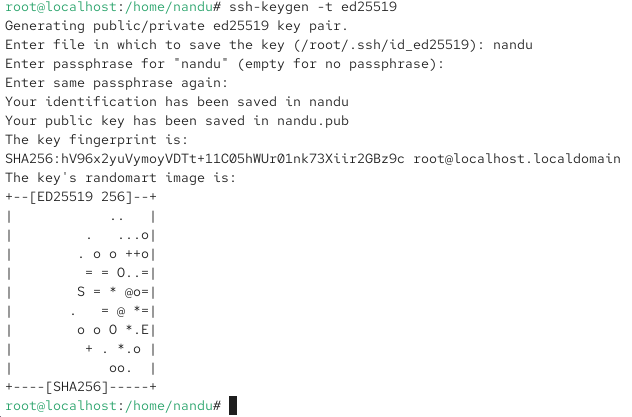 root@localhost:/home/nandu# ssh-keygen -t ed25519
Generating public/private ed25519 key pair.
Enter file in which to save the key (/root/.ssh/id_ed25519): nandu
Enter passphrase for "nandu" (empty for no passphrase):
Enter same passphrase again:
Your identification has been saved in nandu
Your public key has been saved in nandu.pub
The key fingerprint is:
SHA256:hV96x2yuVymoyVDTt+11C05hWUr01nk73Xiir2GBz9c root@localhost.localdomain
The key's randomart image is:
+--[ED25519 256]--+
|             ..   |
|          .   ...o|
|         . o o ++o|
|          = = O..=|
|         S = * @o=|
|        .   = @ *=|
|         o o O *.E|
|          + . *.o |
|             oo.  |
+----[SHA256]-----+
root@localhost:/home/nandu#